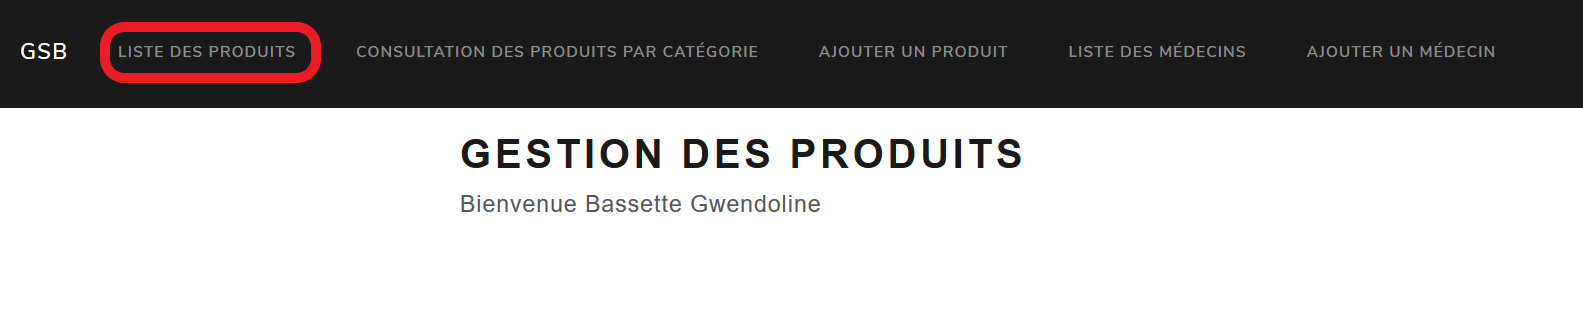 GSB LISTE DES PRODUITS CONSULTATION DES PRODUITS PAR CATÉGORIE AJOUTER UN PRODUIT LISTE DES MÉDECINS AJOUTER UN MÉDECIN
GESTION DES PRODUITS
Bienvenue Bassette Gwendoline